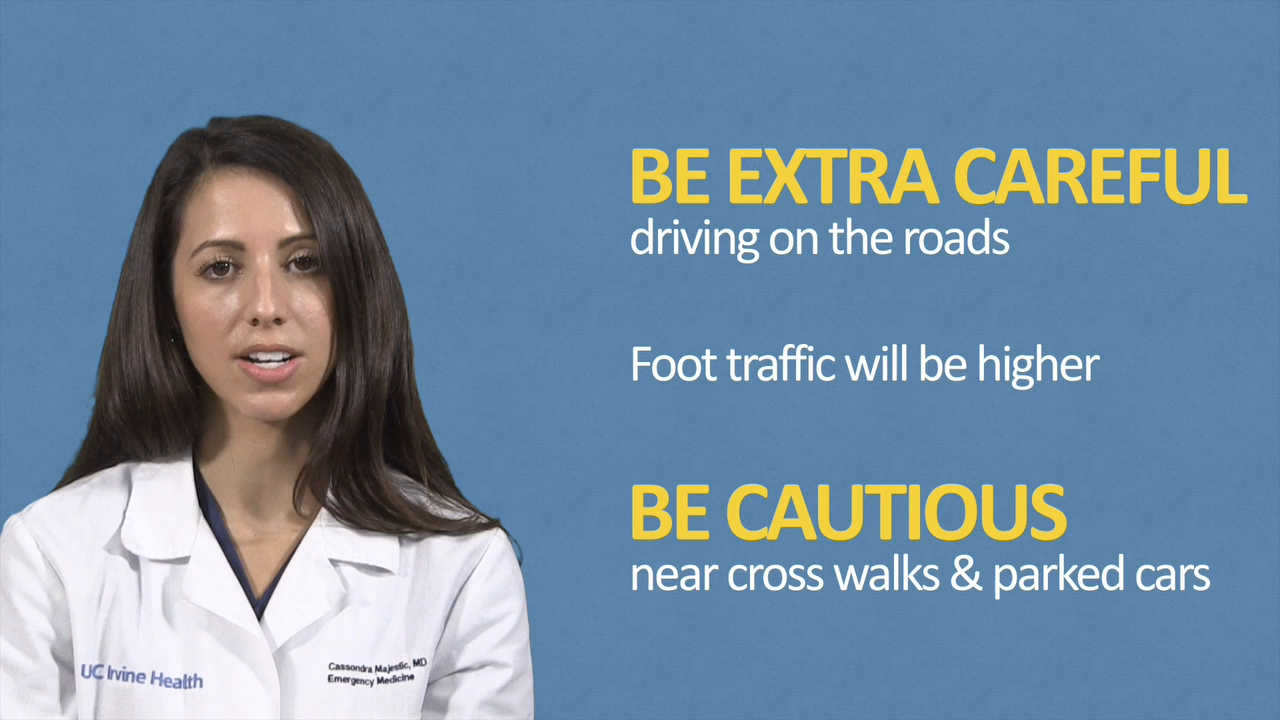 BE EXTRA CAREFUL
driving on the roads
Foot traffic will be higher
BE CAUTIOUS
near cross walks & parked cars
UC Irvine Health
Cassondra Majestic, MD
Emergency Medicine